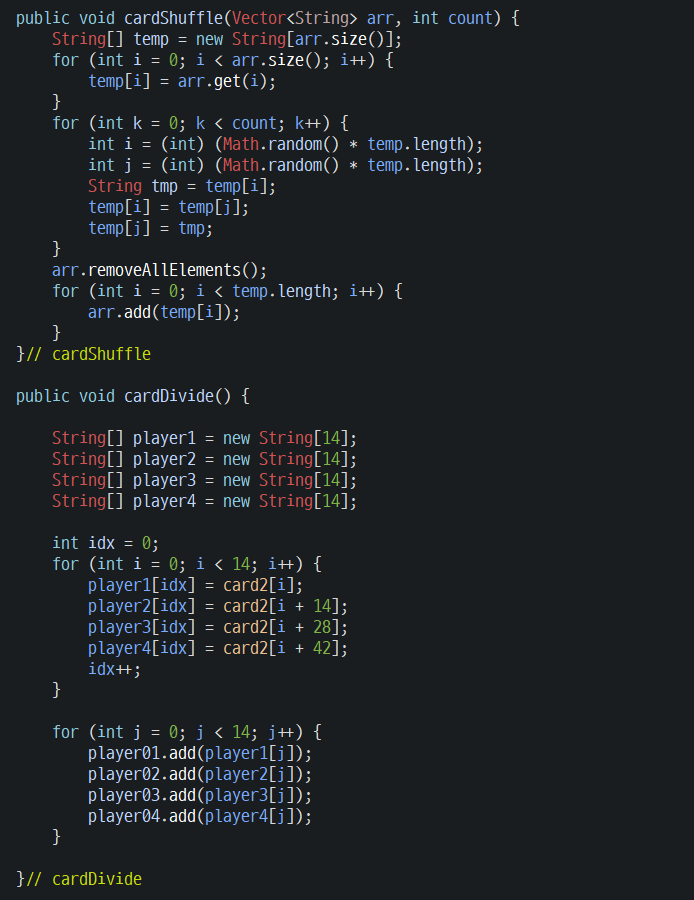 public void cardShuffle(Vector<String> arr, int count) {
    String[] temp = new String[arr.size()];
    for (int i = 0; i < arr.size(); i++) {
        temp[i] = arr.get(i);
    }
    for (int k = 0; k < count; k++) {
        int i = (int) (Math.random() * temp.length);
        int j = (int) (Math.random() * temp.length);
        String tmp = temp[i];
        temp[i] = temp[j];
        temp[j] = tmp;
    }
    arr.removeAllElements();
    for (int i = 0; i < temp.length; i++) {
        arr.add(temp[i]);
    }
}// cardShuffle

public void cardDivide() {

    String[] player1 = new String[14];
    String[] player2 = new String[14];
    String[] player3 = new String[14];
    String[] player4 = new String[14];

    int idx = 0;
    for (int i = 0; i < 14; i++) {
        player1[idx] = card2[i];
        player2[idx] = card2[i + 14];
        player3[idx] = card2[i + 28];
        player4[idx] = card2[i + 42];
        idx++;
    }

    for (int j = 0; j < 14; j++) {
        player01.add(player1[j]);
        player02.add(player2[j]);
        player03.add(player3[j]);
        player04.add(player4[j]);
    }

}// cardDivide